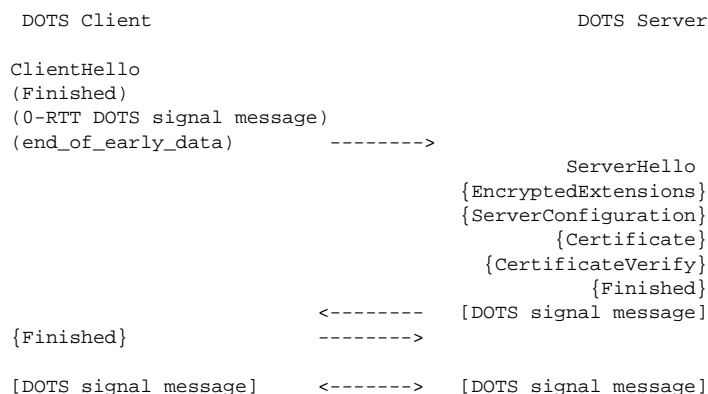 DOTS Client                                     DOTS Server
ClientHello
(Finished)
(0-RTT DOTS signal message)
(end_of_early_data)        -------->
ServerHello
{EncryptedExtensions}
{ServerConfiguration}
{Certificate}
{CertificateVerify}
{Finished}
<--------  [DOTS signal message]
{Finished}                 -------->
[DOTS signal message]      <------->  [DOTS signal message]